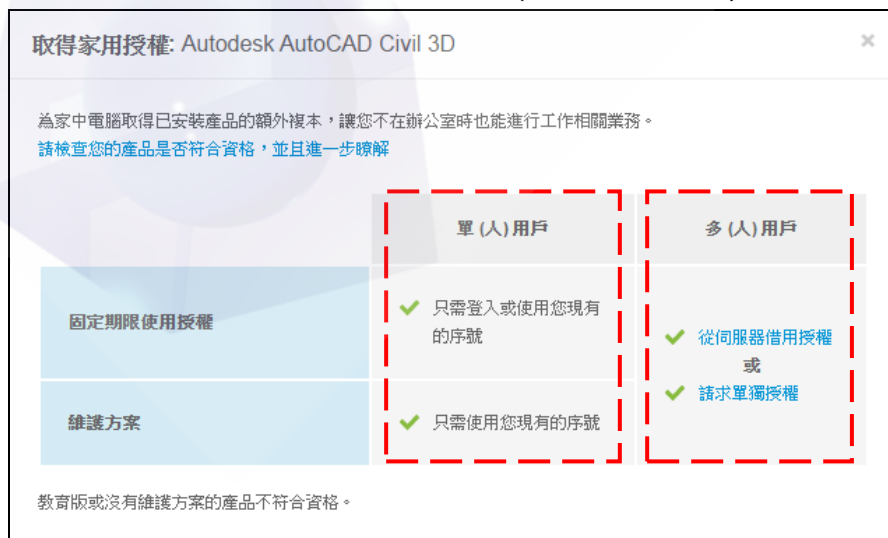 取得家用授權: Autodesk AutoCAD Civil 3D
×
為家中電腦取得已安裝產品的額外複本，讓您不在辦公室時也能進行工作相關業務。
請檢查您的產品是否符合資格，並且進一步瞭解
單 (人) 用戶
多 (人) 用戶
固定期限使用授權
只需登入或使用您現有
的序號
從伺服器借用授權
或
請求單獨授權
維護方案
只需使用您現有的序號
教育版或沒有維護方案的產品不符合資格。